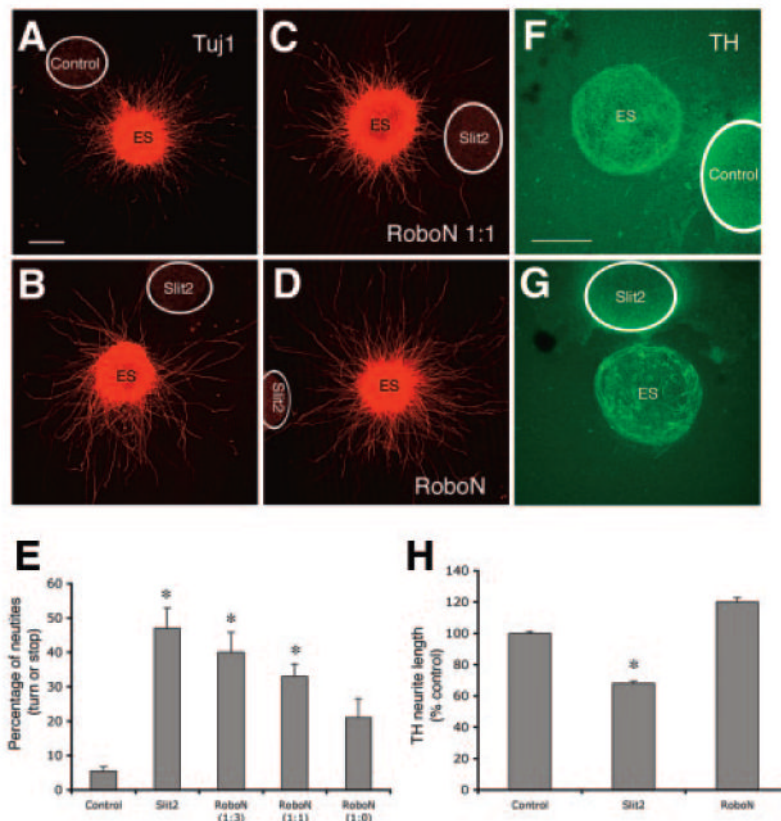 A
Tuj1
Control
ES
C
ES
Slit2
RoboN 1:1
F
TH
ES
Control
B
Slit2
ES
D
Slit2
ES
RoboN
G
Slit2
ES
E
Percentage of neutites
(turn or stop)
60
50
40
30
20
10
0
*
*
*
Control
Slit2
RoboN
(1:3)
RoboN
(1:1)
RoboN
(1:0)
H
TH neurite length
(% control)
140
120
100
80
60
40
20
0
*
Control
Slit2
RoboN